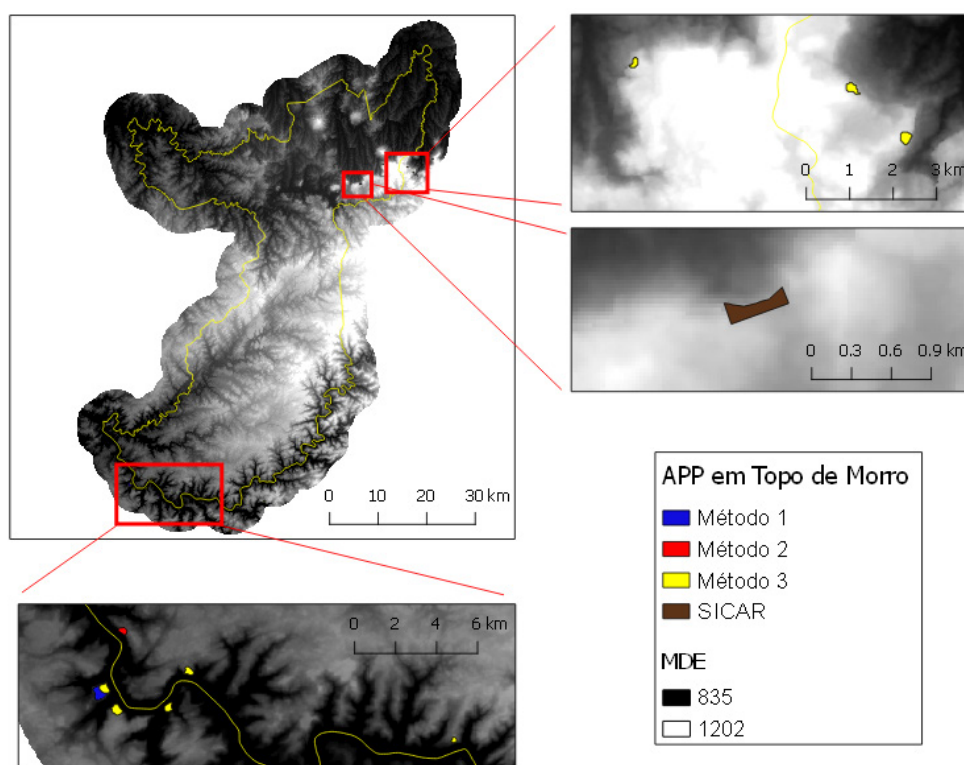 0 1 2 3 km
0 0.3 0.6 0.9 km
0 10 20 30 km
0 2 4 6 km
APP em Topo de Morro
Método 1
Método 2
Método 3
SICAR
MDE
835
1202